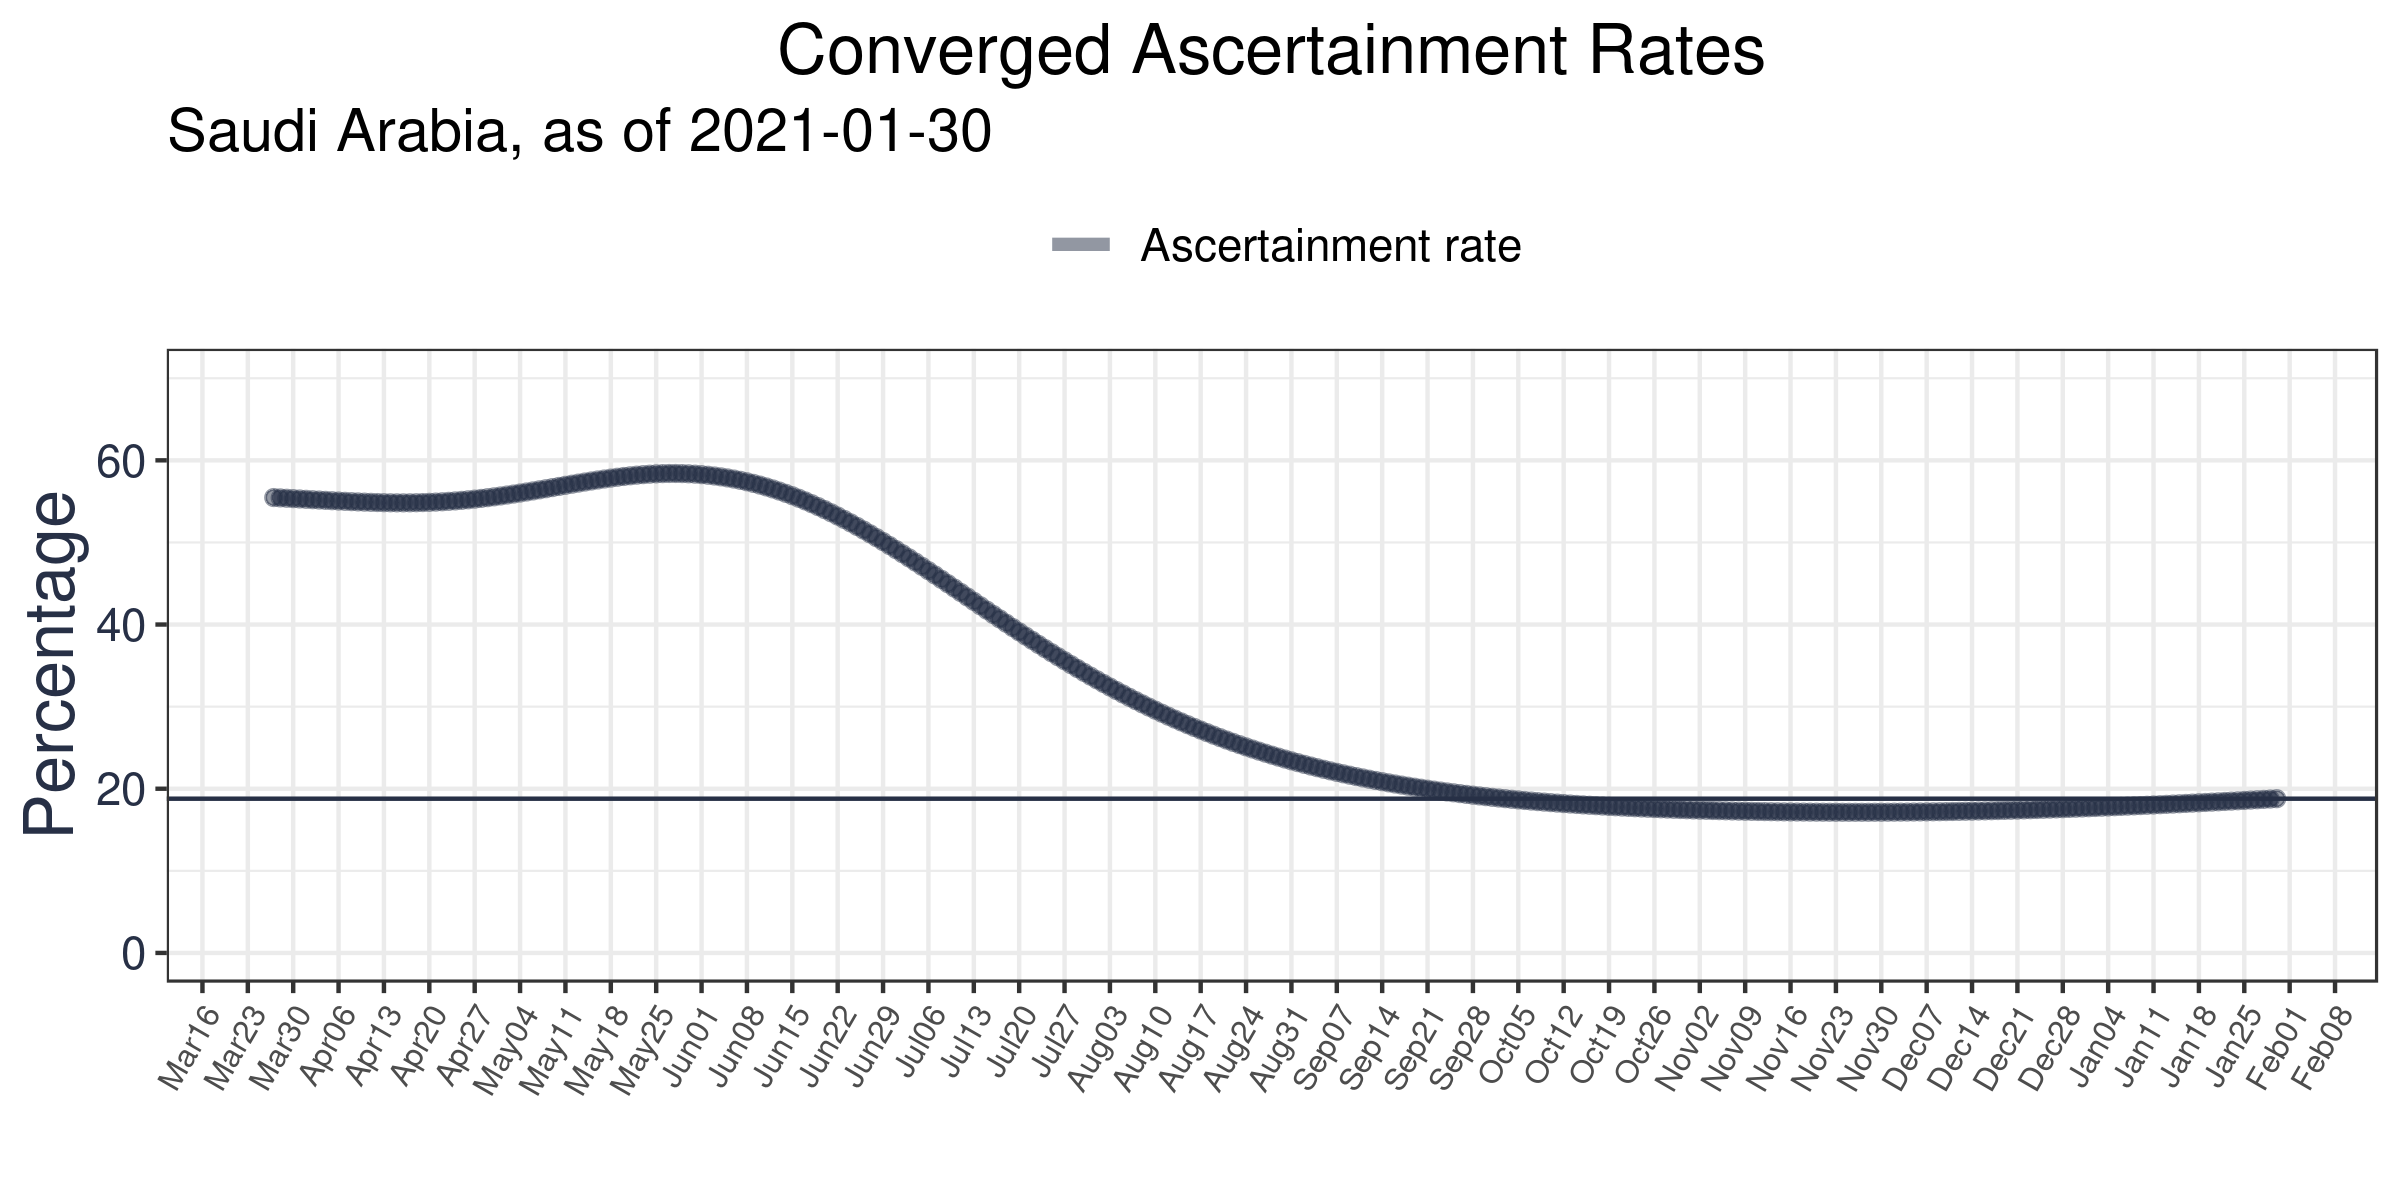 Converged Ascertainment Rates
Saudi Arabia, as of 2021-01-30
Ascertainment rate
Percentage
60
40
20
0
Mar16
Mar23
Mar30
Apr06
Apr13
Apr20
Apr27
May04
May11
May18
May25
Jun01
Jun08
Jun15
Jun22
Jun29
Jul06
Jul13
Jul20
Jul27
Aug03
Aug10
Aug17
Aug24
Aug31
Sep07
Sep14
Sep21
Sep28
Oct05
Oct12
Oct19
Oct26
Nov02
Nov09
Nov16
Nov23
Nov30
Dec07
Dec14
Dec21
Dec28
Jan04
Jan11
Jan18
Jan25
Feb01
Feb08